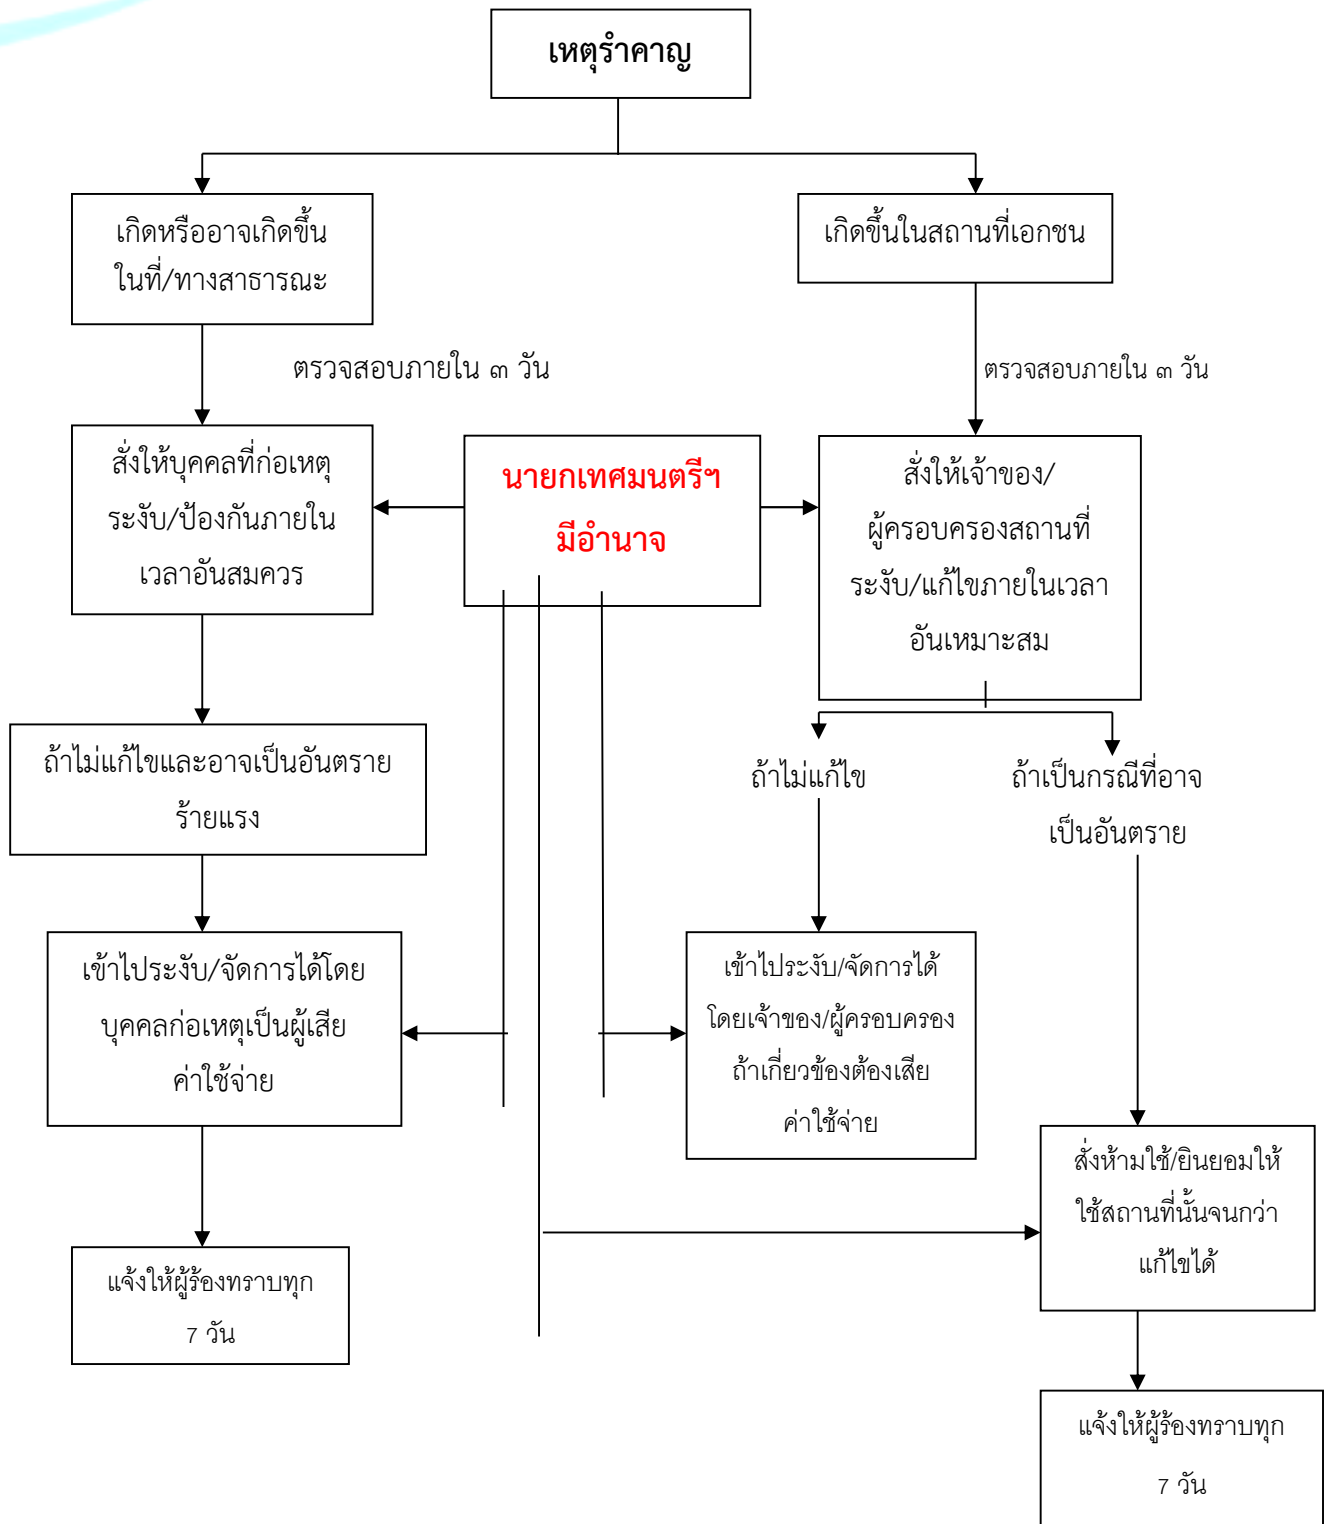 เหตุรำคาญ
เกิดหรืออาจเกิดขึ้น
ในที่/ทางสาธารณะ
เกิดขึ้นในสถานที่เอกชน
ตรวจสอบภายใน ๓ วัน
ตรวจสอบภายใน ๓ วัน
สั่งให้บุคคลที่ก่อเหตุ
ระงับ/ป้องกันภายใน
เวลาอันสมควร
นายกเทศมนตรีฯ
มีอำนาจ
สั่งให้เจ้าของ/
ผู้ครอบครองสถานที่
ระงับ/แก้ไขภายในเวลา
อันเหมาะสม
ถ้าไม่แก้ไขและอาจเป็นอันตราย
ร้ายแรง
ถ้าไม่แก้ไข
ถ้าเป็นกรณีที่อาจ
เป็นอันตราย
เข้าไประงับ/จัดการได้โดย
บุคคลก่อเหตุเป็นผู้เสีย
ค่าใช้จ่าย
เข้าไประงับ/จัดการได้
โดยเจ้าของ/ผู้ครอบครอง
ถ้าเกี่ยวข้องต้องเสีย
ค่าใช้จ่าย
สั่งห้ามใช้/ยินยอมให้
ใช้สถานที่นั้นจนกว่า
แก้ไขได้
แจ้งให้ผู้ร้องทราบทุก
7 วัน
แจ้งให้ผู้ร้องทราบทุก
7 วัน